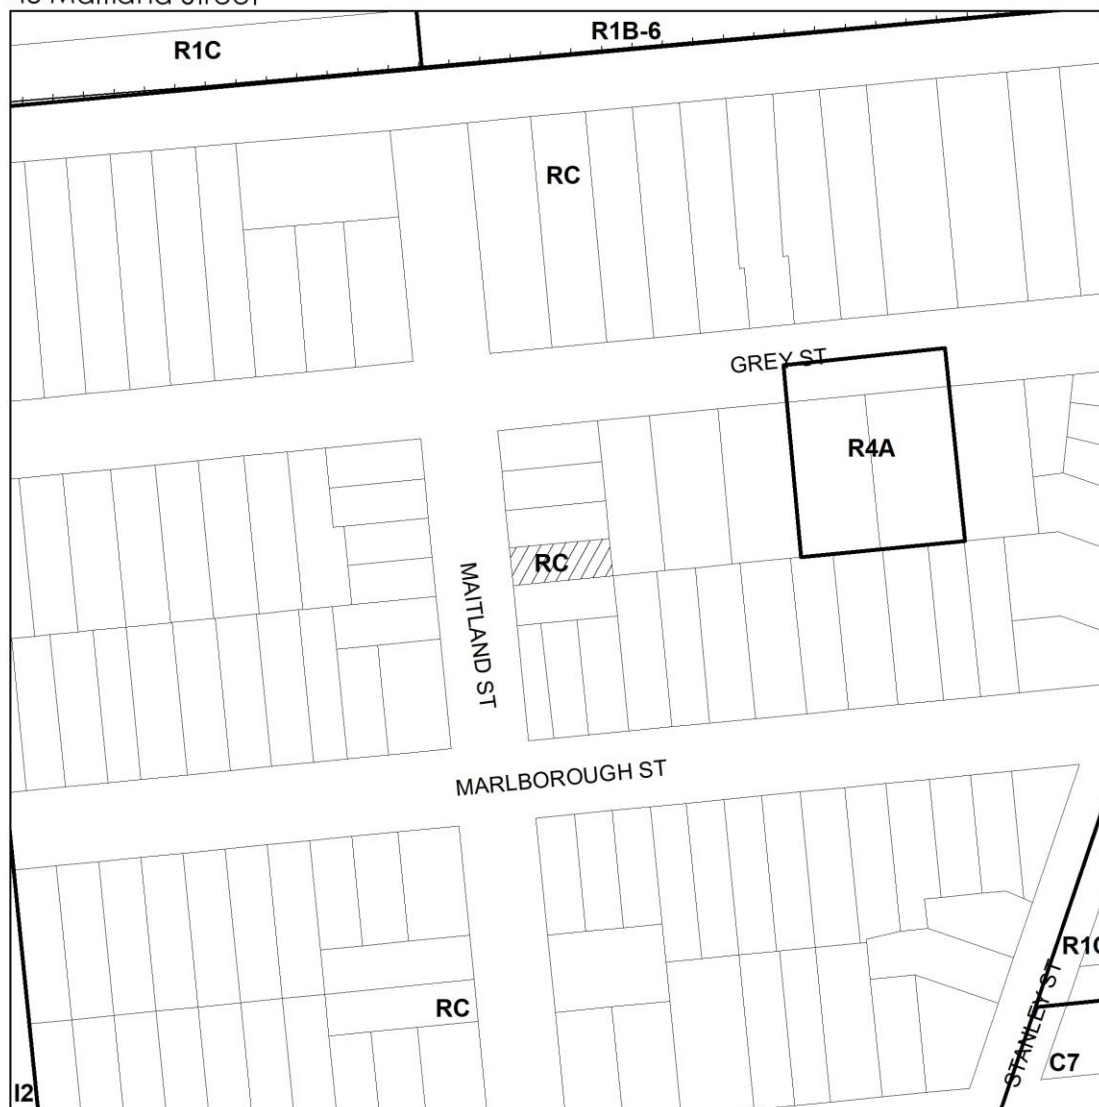 R1C
R1B-6
RC
GREY ST
R4A
RC
MAITLAND ST
MARLBOROUGH ST
RC
STANLEY ST
C7
I2